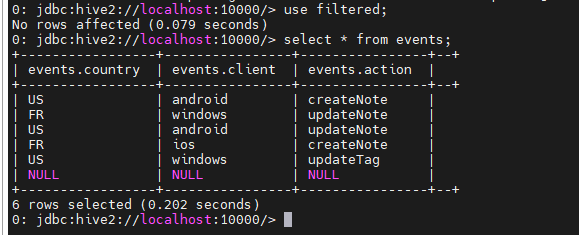 0: jdbc:hive2://localhost:10000/> use filtered;
No rows affected (0.079 seconds)
0: jdbc:hive2://localhost:10000/> select * from events;
+-----------------+----------------+----------------+--+
| events.country  | events.client  | events.action  |
+-----------------+----------------+----------------+--+
| US              | android        | createNote     |
| FR              | windows        | updateNote     |
| US              | android        | updateNote     |
| FR              | ios            | createNote     |
| US              | windows        | updateTag      |
| NULL            | NULL           | NULL           |
+-----------------+----------------+----------------+--+
6 rows selected (0.202 seconds)
0: jdbc:hive2://localhost:10000/>